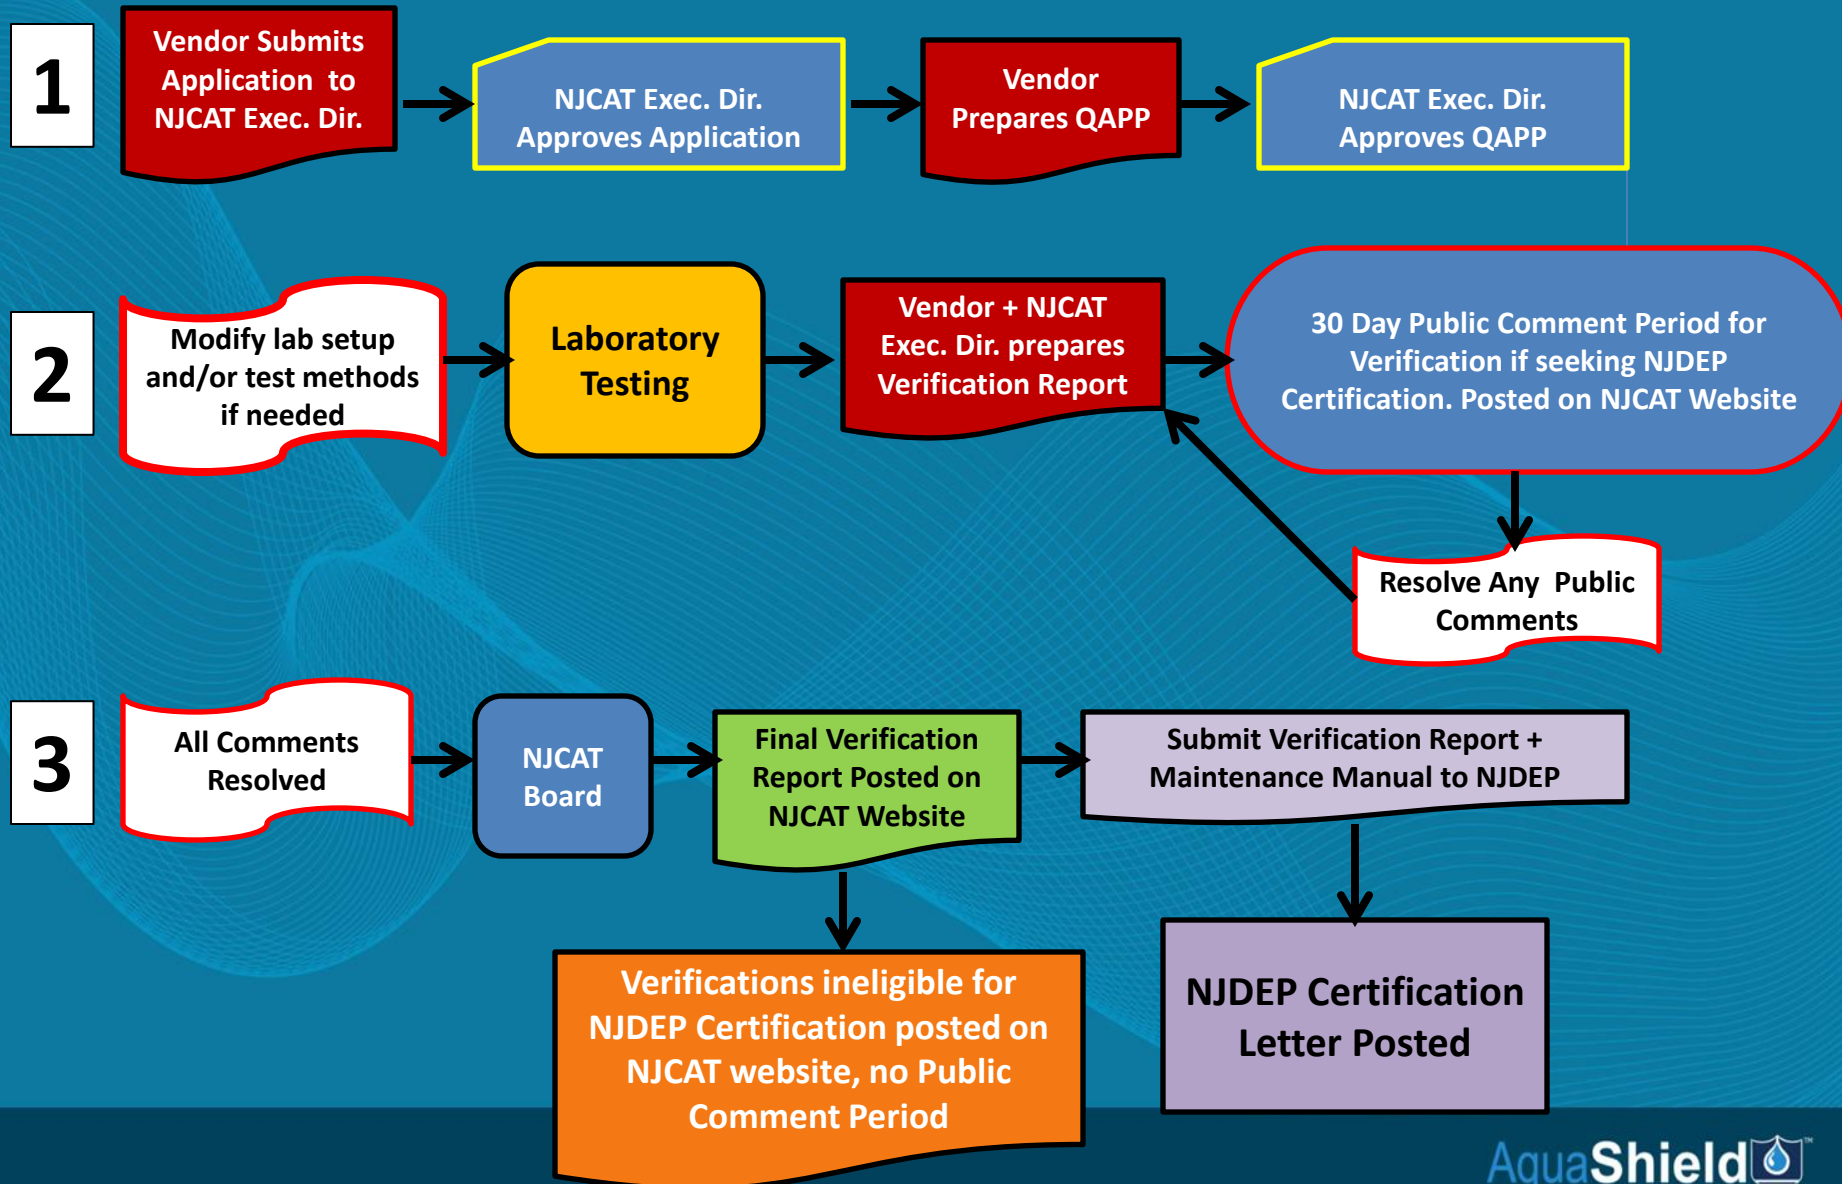 1
Vendor Submits
Application to
NJCAT Exec. Dir.
NJCAT Exec. Dir.
Approves Application
Vendor
Prepares QAPP
NJCAT Exec. Dir.
Approves QAPP
2
Modify lab setup
and/or test methods
if needed
Laboratory
Testing
Vendor + NJCAT
Exec. Dir. prepares
Verification Report
30 Day Public Comment Period for
Verification if seeking NJDEP
Certification. Posted on NJCAT Website
Resolve Any Public
Comments
3
All Comments
Resolved
NJCAT
Board
Final Verification
Report Posted on
NJCAT Website
Submit Verification Report +
Maintenance Manual to NJDEP
Verifications ineligible for
NJDEP Certification posted on
NJCAT website, no Public
Comment Period
NJDEP Certification
Letter Posted
AquaShield™